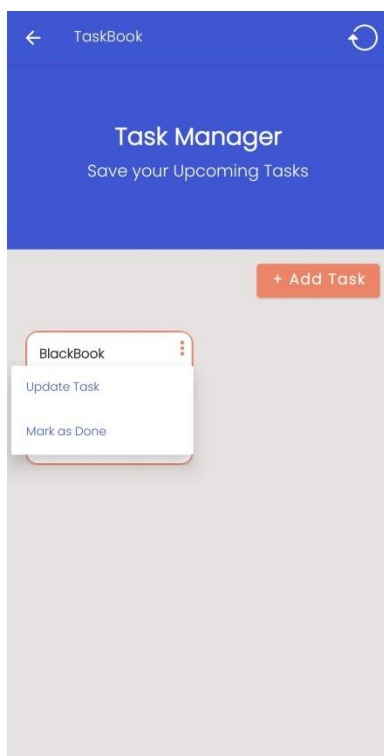 TaskBook
Task Manager
Save your Upcoming Tasks
+ Add Task
BlackBook
Update Task
Mark as Done